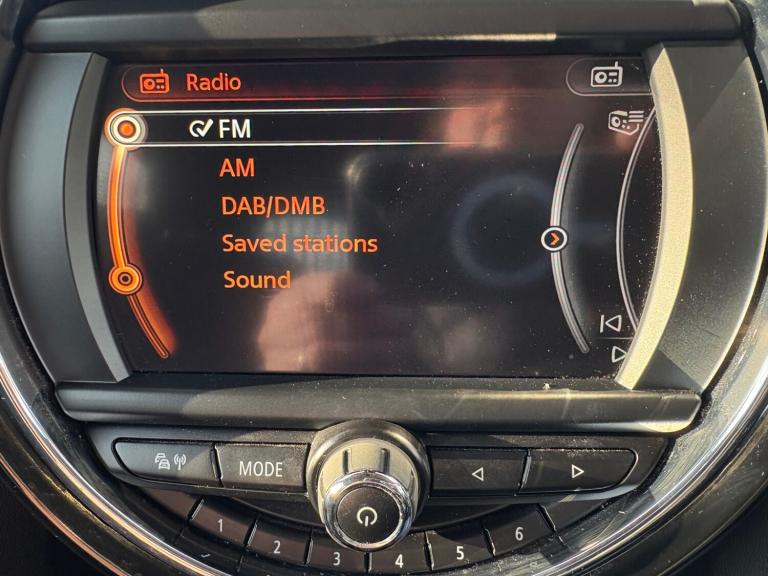 Radio
FM
AM
DAB/DMB
Saved stations
Sound
MODE
1
2
3
4
5
6